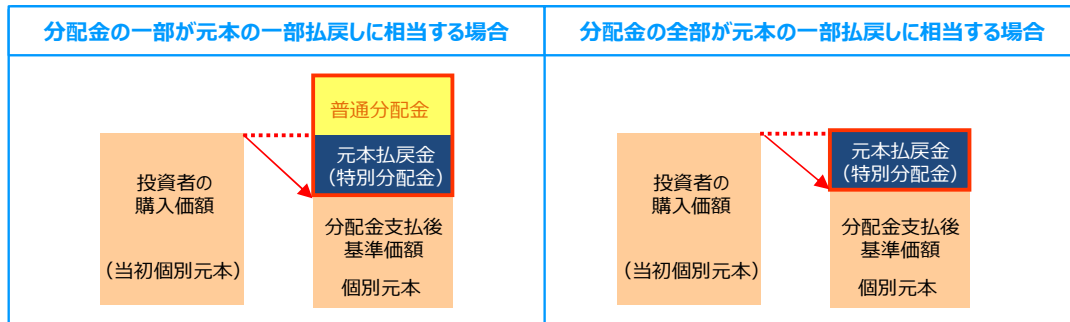 分配金の一部が元本の一部払戻しに相当する場合
分配金の全部が元本の一部払戻しに相当する場合
普通分配金
元本払戻金
(特別分配金)
投資者の
購入価額
(当初個別元本)
分配金支払後
基準価額
個別元本
元本払戻金
(特別分配金)
投資者の
購入価額
(当初個別元本)
分配金支払後
基準価額
個別元本